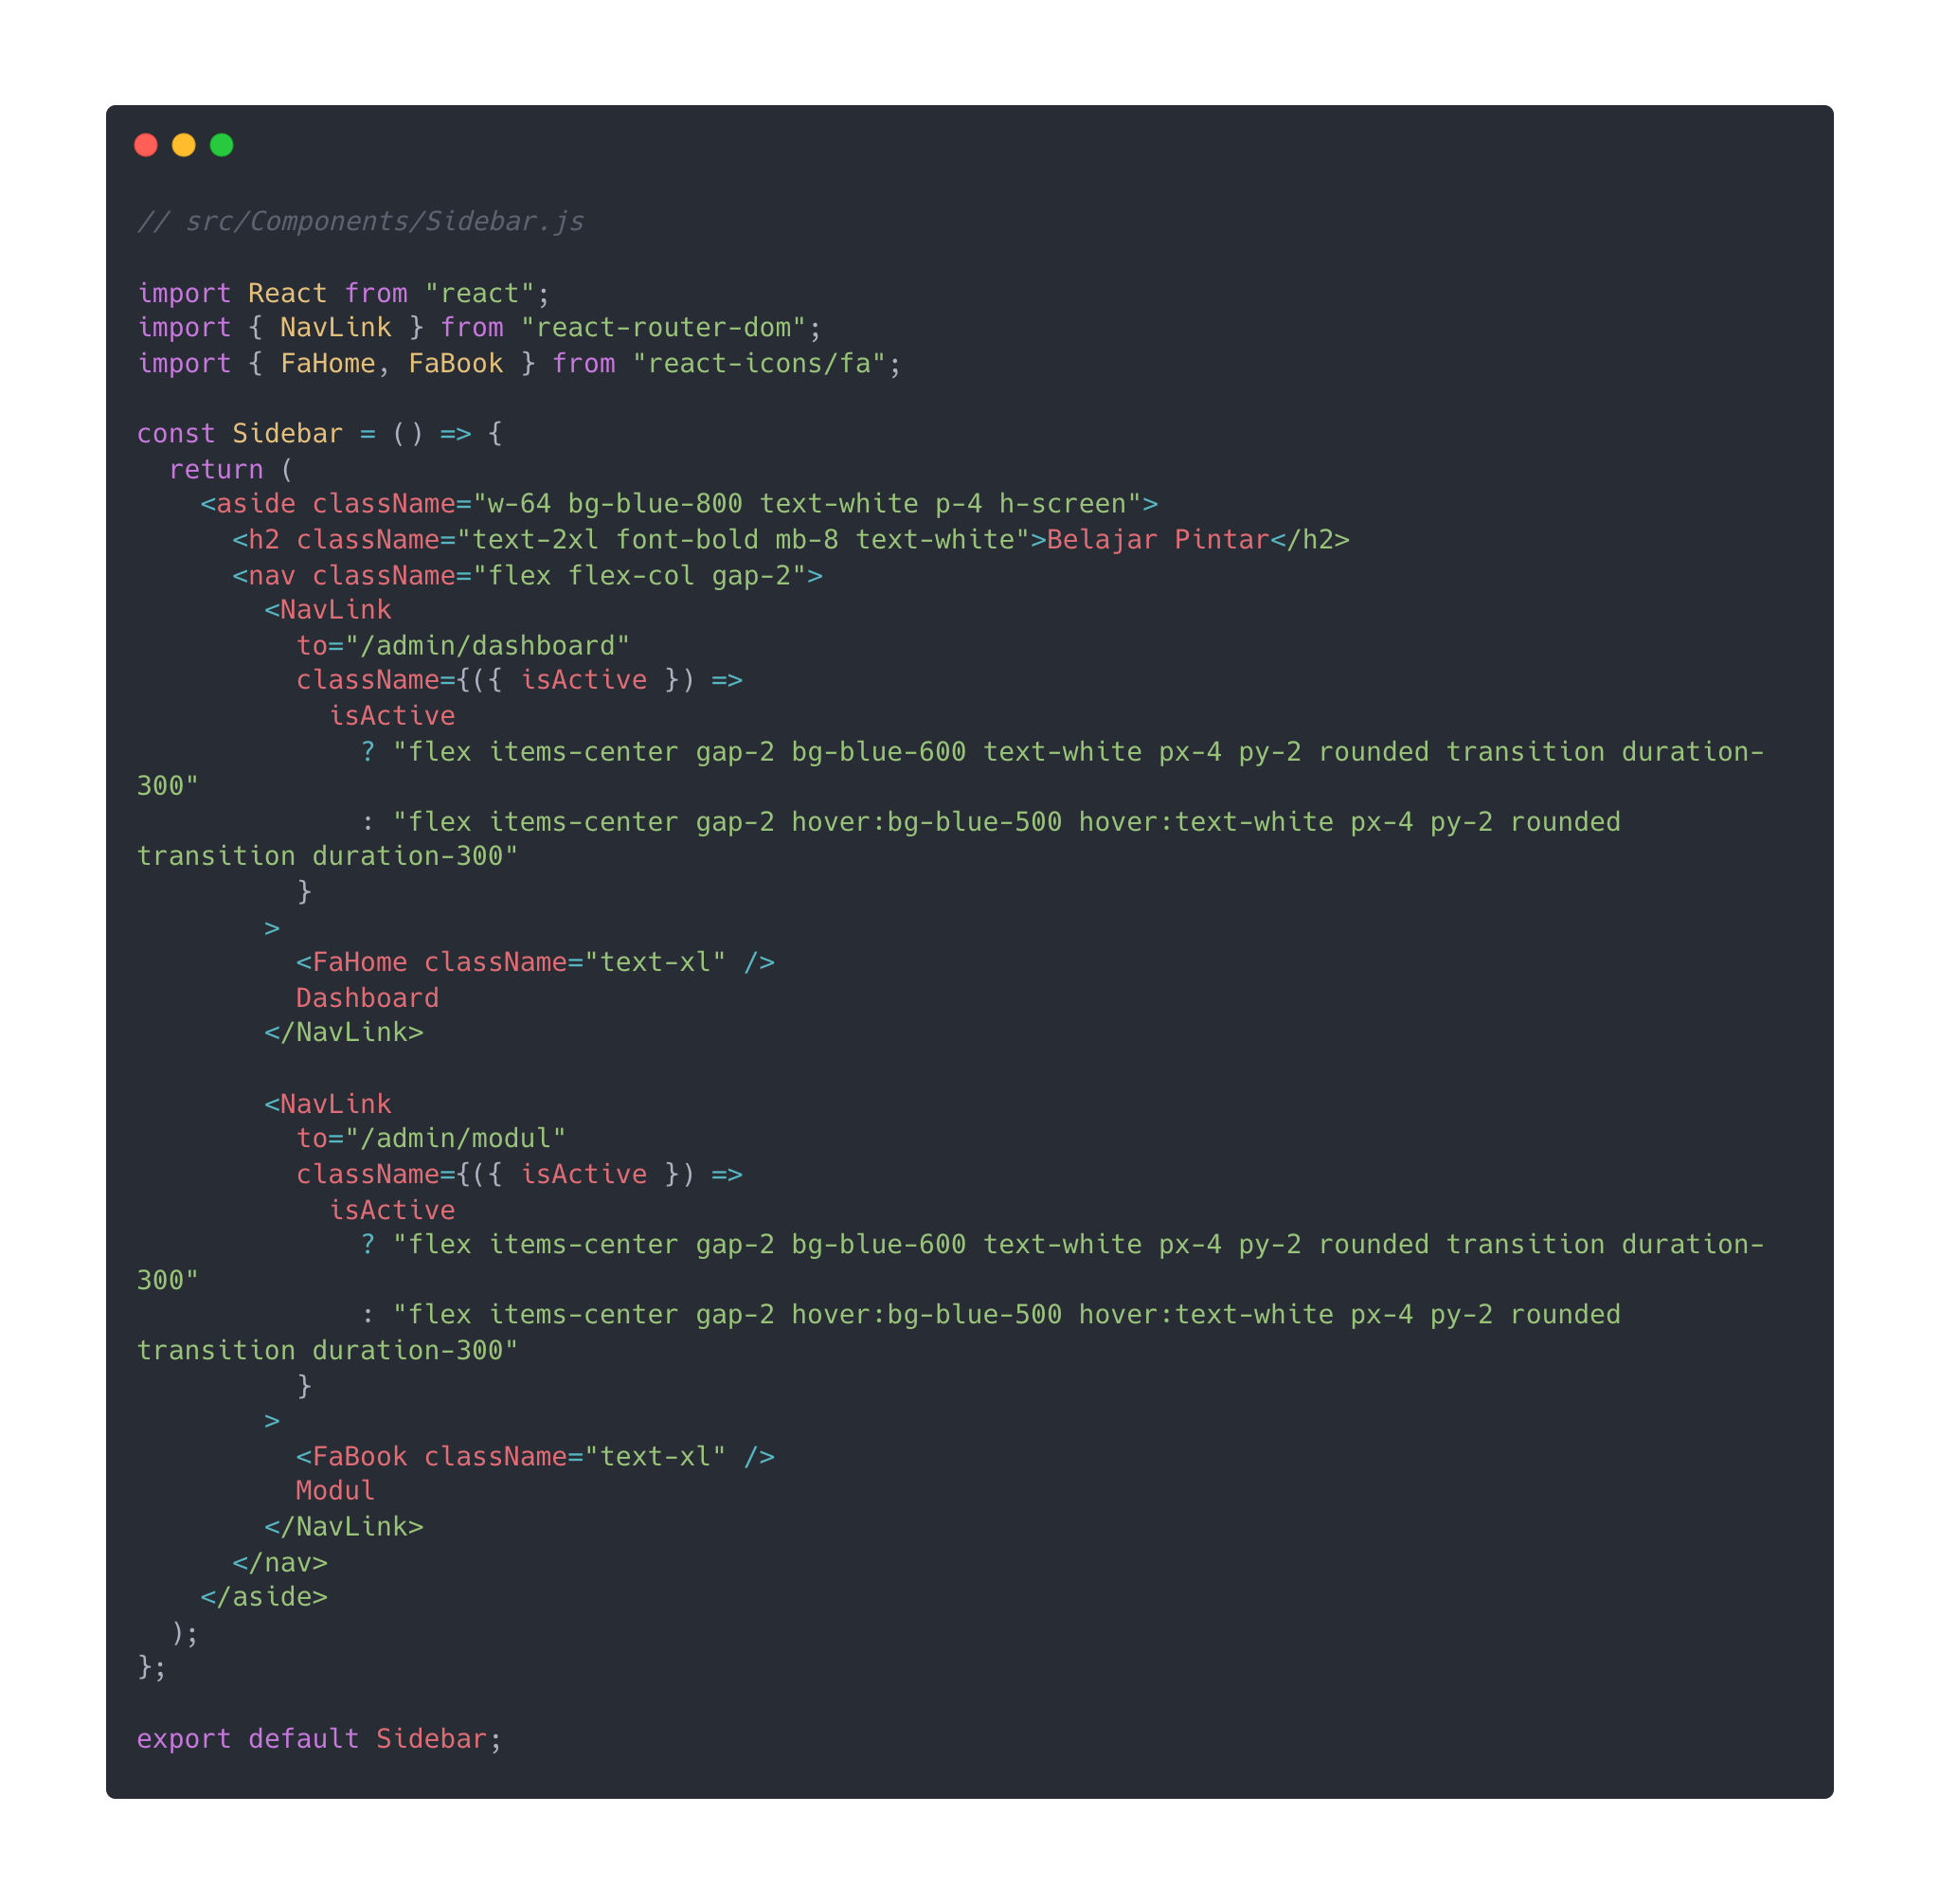 // src/Components/Sidebar.js

import React from "react";
import { NavLink } from "react-router-dom";
import { FaHome, FaBook } from "react-icons/fa";

const Sidebar = () => {
  return (
    <aside className="w-64 bg-blue-800 text-white p-4 h-screen">
      <h2 className="text-2xl font-bold mb-8 text-white">Belajar Pintar</h2>
      <nav className="flex flex-col gap-2">
        <NavLink
          to="/admin/dashboard"
          className={({ isActive }) =>
            isActive
              ? "flex items-center gap-2 bg-blue-600 text-white px-4 py-2 rounded transition duration-
300"
              : "flex items-center gap-2 hover:bg-blue-500 hover:text-white px-4 py-2 rounded
transition duration-300"
          }
        >
          <FaHome className="text-xl" />
          Dashboard
        </NavLink>

        <NavLink
          to="/admin/modul"
          className={({ isActive }) =>
            isActive
              ? "flex items-center gap-2 bg-blue-600 text-white px-4 py-2 rounded transition duration-
300"
              : "flex items-center gap-2 hover:bg-blue-500 hover:text-white px-4 py-2 rounded
transition duration-300"
          }
        >
          <FaBook className="text-xl" />
          Modul
        </NavLink>
      </nav>
    </aside>
  );
};

export default Sidebar;